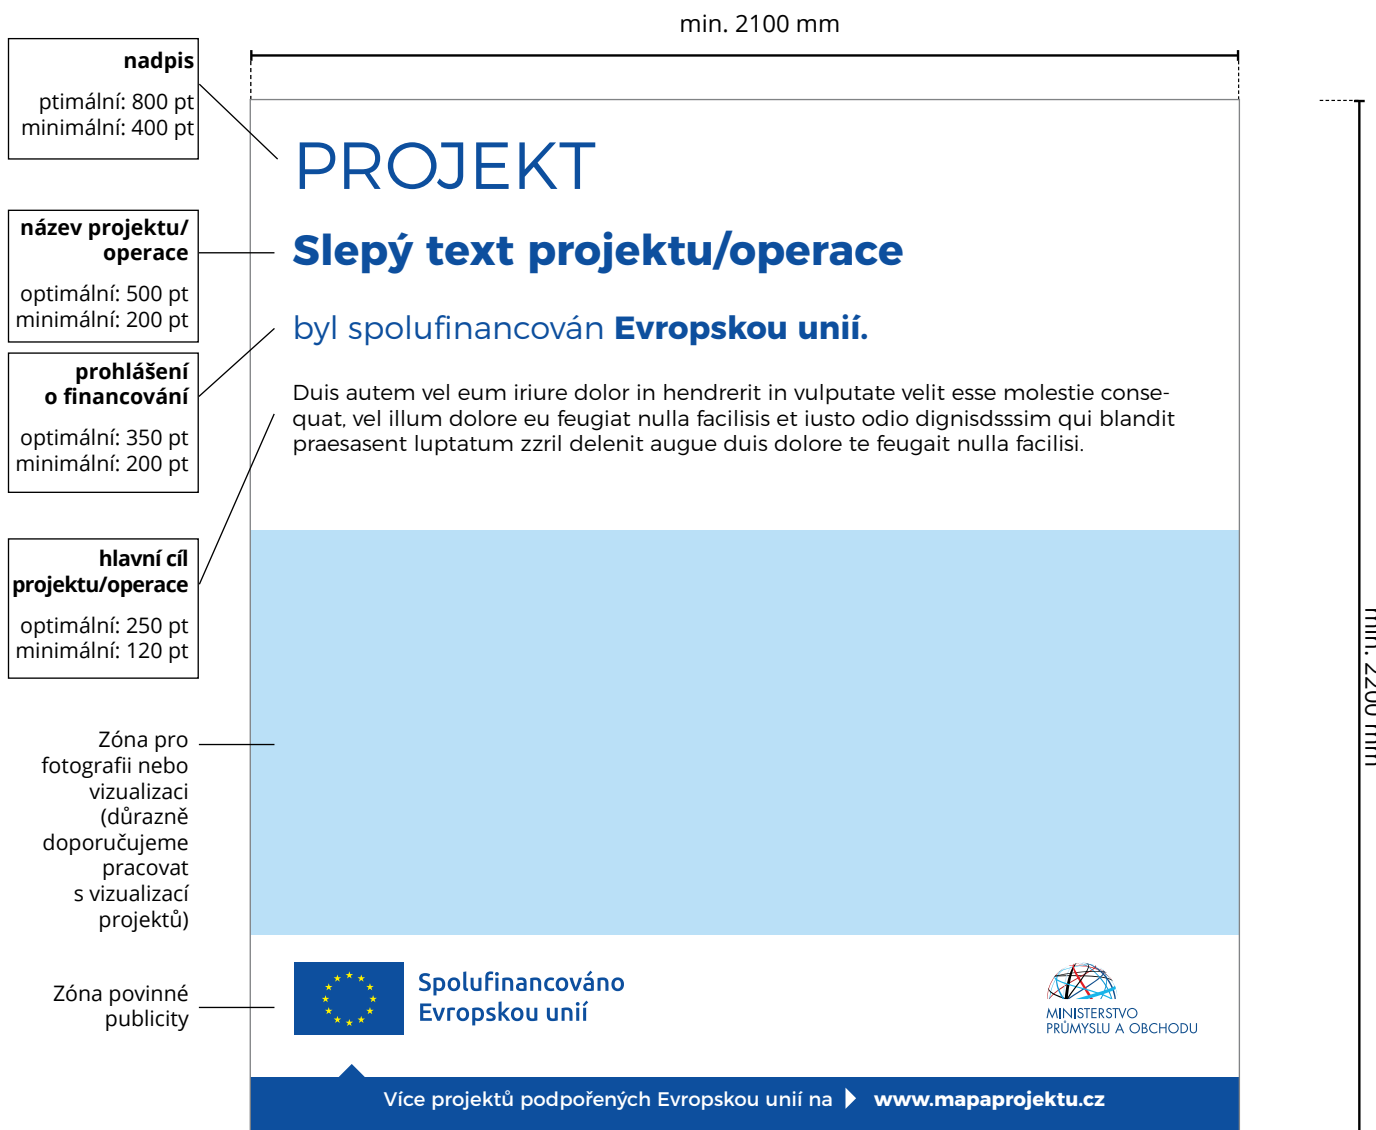 min. 2100 mm
nadpis
ptimální: 800 pt
minimální: 400 pt
PROJEKT
název projektu/
operace
optimální: 500 pt
minimální: 200 pt
Slepý text projektu/operace
prohlášení
o financování
optimální: 350 pt
minimální: 200 pt
byl spolufinancován Evropskou unií.
hlavní cíl
projektu/operace
optimální: 250 pt
minimální: 120 pt
Duis autem vel eum iriure dolor in hendrerit in vulputate velit esse molestie conse-
quat, vel illum dolore eu feugiat nulla facilisis et iusto odio dignisdsssim qui blandit
praesasent luptatum zzril delenit augue duis dolore te feugait nulla facilisi.
min. 2200 mm
Zóna pro
fotografii nebo
vizualizaci
(důrazně
doporučujeme
pracovat
s vizualizací
projektů)
Zóna povinné
publicity
Spolufinancováno
Evropskou unií
MINISTERSTVO
PRŮMYSLU A OBCHODU
Více projektů podpořených Evropskou unií na www.mapaprojektu.cz